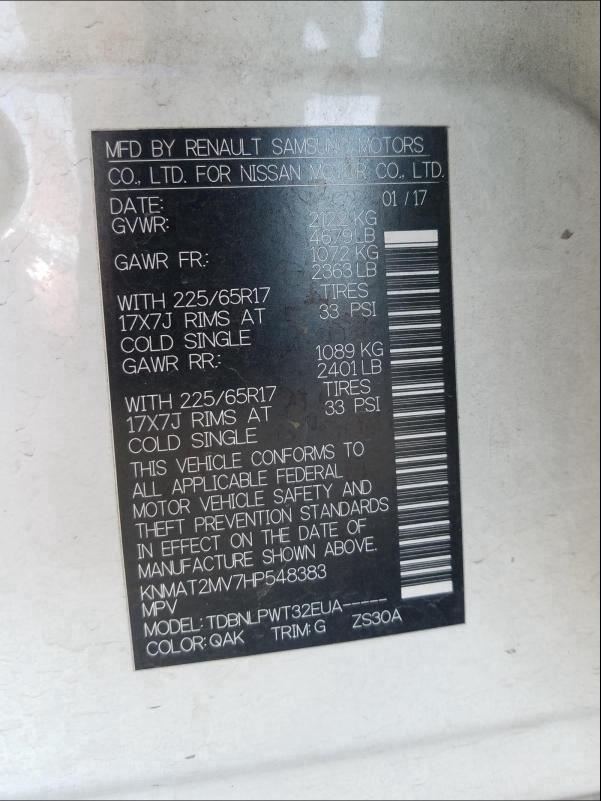 MFD BY RENAULT SAMSUNG MOTORS
CO., LTD. FOR NISSAN MOTOR CO., LTD.
DATE: 01 / 17
GVWR: 2122 KG
4679 LB
GAWR FR.: 1072 KG
2363 LB
WITH 225/65R17 TIRES
17X7J RIMS AT 33 PSI
COLD SINGLE
GAWR RR.: 1089 KG
2401 LB
WITH 225/65R17 TIRES
17X7J RIMS AT 33 PSI
COLD SINGLE
THIS VEHICLE CONFORMS TO
ALL APPLICABLE FEDERAL
MOTOR VEHICLE SAFETY AND
THEFT PREVENTION STANDARDS
IN EFFECT ON THE DATE OF
MANUFACTURE SHOWN ABOVE.
KNMAT2MV7HP548383
MPV
MODEL: TDBNLPWT32EUA-----
COLOR: QAK TRIM: G ZS30A